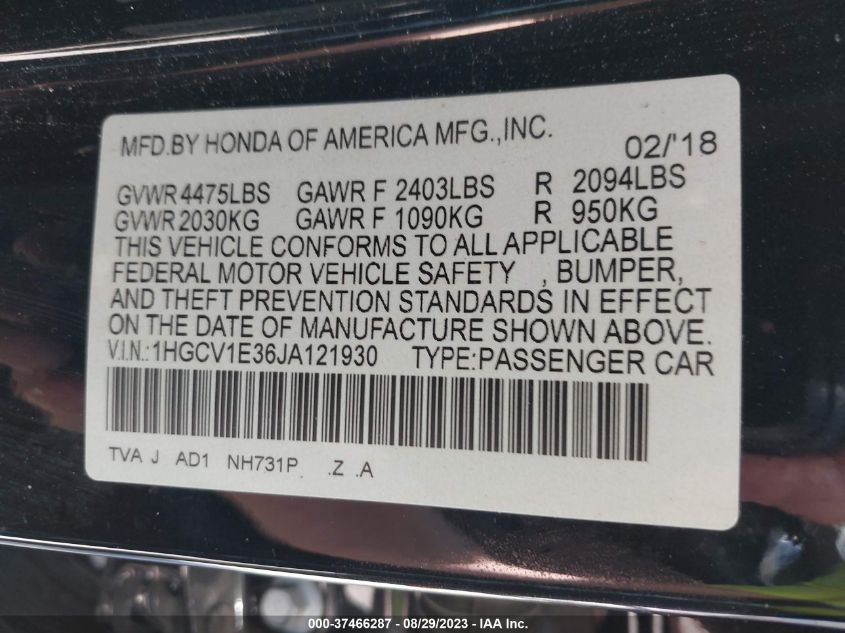 MFD.BY HONDA OF AMERICA MFG.,INC. 02/'18
GVWR 4475LBS GAWR F 2403LBS R 2094LBS
GVWR 2030KG GAWR F 1090KG R 950KG
THIS VEHICLE CONFORMS TO ALL APPLICABLE
FEDERAL MOTOR VEHICLE SAFETY , BUMPER,
AND THEFT PREVENTION STANDARDS IN EFFECT
ON THE DATE OF MANUFACTURE SHOWN ABOVE.
V.I.N.:1HGCV1E36JA121930 TYPE:PASSENGER CAR
TVA J AD1 NH731P .Z .A
000-37466287 - 08/29/2023 - IAA Inc.